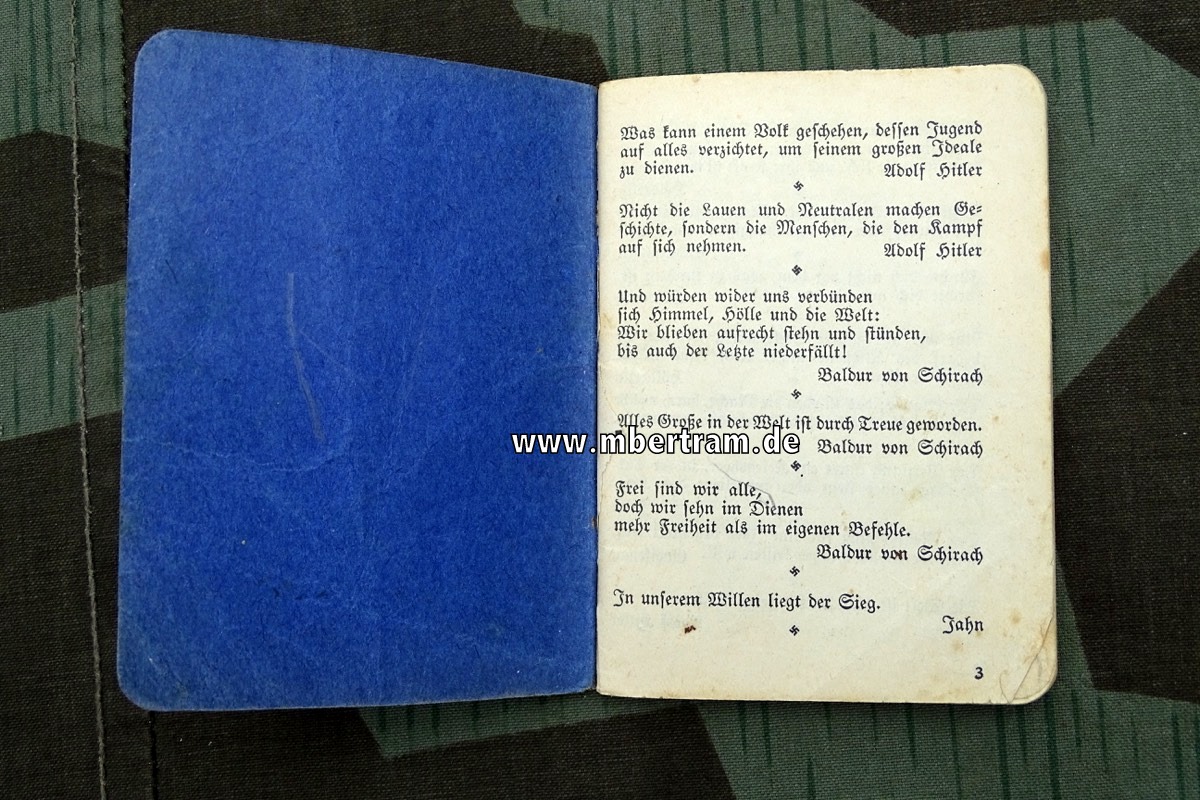 Was kann einem Volk geschehen, dessen Jugend
auf alles verzichtet, um seinem großen Ideale
zu dienen. Adolf Hitler
Nicht die Lauen und Neutralen machen Ge=
schichte, sondern die Menschen, die den Kampf
auf sich nehmen. Adolf Hitler
Und würden wider uns verbünden
sich Himmel, Hölle und die Welt:
Wir blieben aufrecht stehn und stünden,
bis auch der Letzte niederfällt!
Baldur von Schirach
Alles Große in der Welt ist durch Treue geworden.
www.mbertram.de
Baldur von Schirach
Frei sind wir alle,
doch wir sehn im Dienen
mehr Freiheit als im eigenen Befehle.
Baldur von Schirach
In unserem Willen liegt der Sieg.
Jahn
3